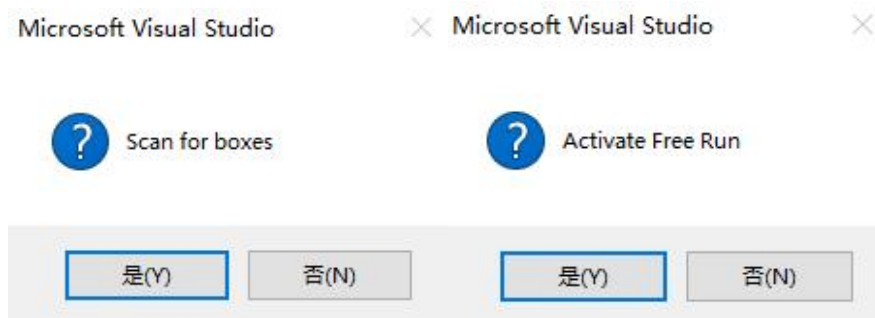 Microsoft Visual Studio
Scan for boxes
是(Y)
否(N)
Microsoft Visual Studio
Activate Free Run
是(Y)
否(N)